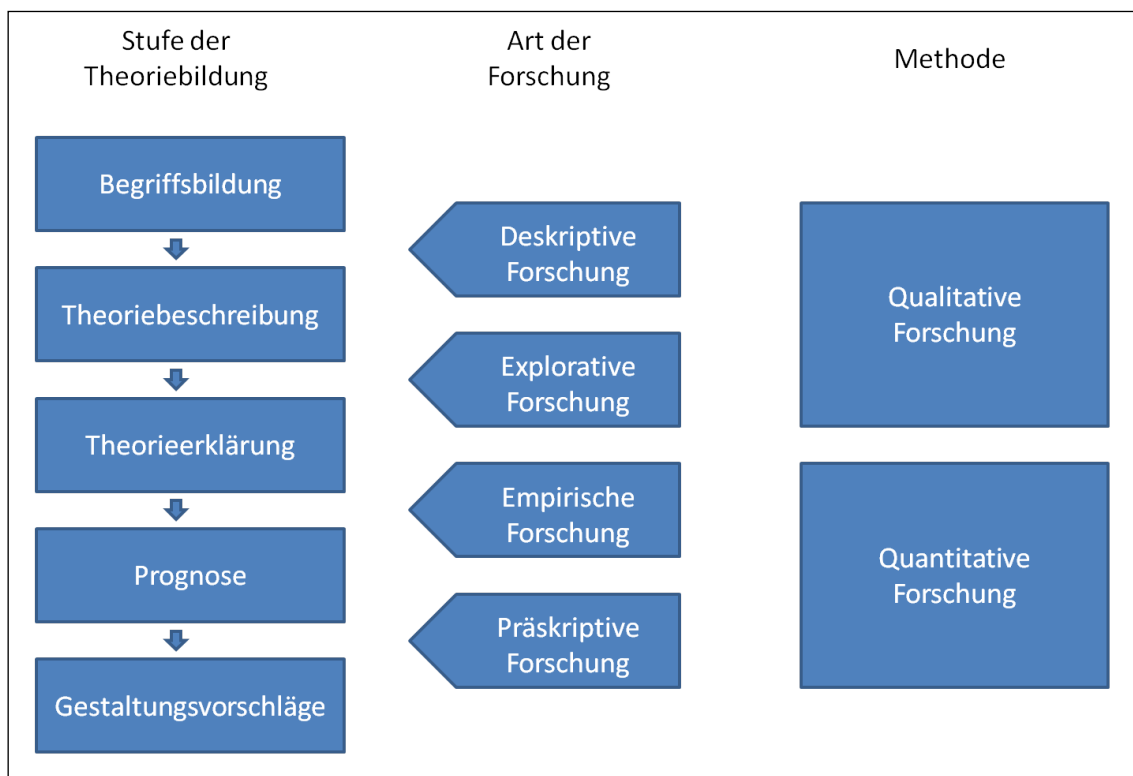 Stufe der
Theoriebildung
Art der
Forschung
Methode
Begriffsbildung
Theoriebeschreibung
Theorieerklärung
Prognose
Gestaltungsvorschläge
Deskriptive
Forschung
Explorative
Forschung
Empirische
Forschung
Präskriptive
Forschung
Qualitative
Forschung
Quantitative
Forschung